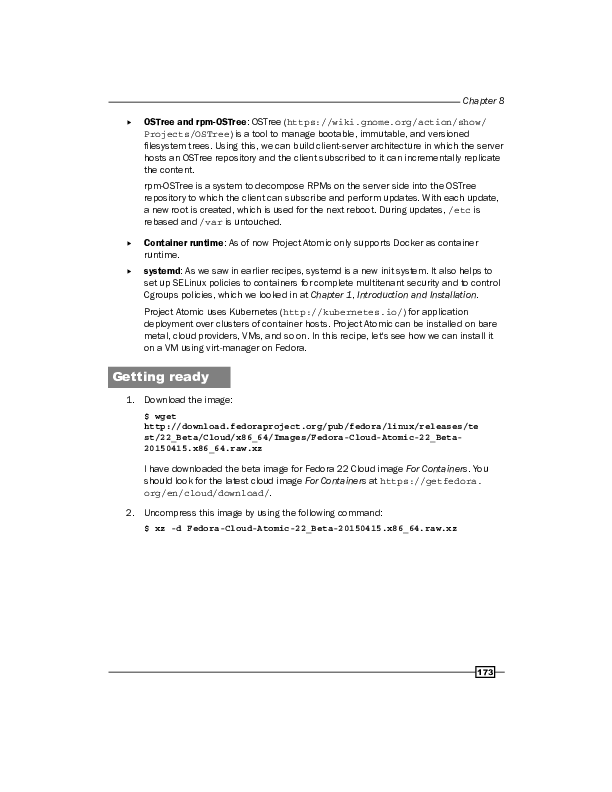 Chapter 8
▸ OSTree and rpm-OSTree: OSTree (https://wiki.gnome.org/action/show/
Projects/OSTree) is a tool to manage bootable, immutable, and versioned
filesystem trees. Using this, we can build client-server architecture in which the server
hosts an OSTree repository and the client subscribed to it can incrementally replicate
the content.
rpm-OSTree is a system to decompose RPMs on the server side into the OSTree
repository to which the client can subscribe and perform updates. With each update,
a new root is created, which is used for the next reboot. During updates, /etc is
rebased and /var is untouched.
▸ Container runtime: As of now Project Atomic only supports Docker as container
runtime.
▸ systemd: As we saw in earlier recipes, systemd is a new init system. It also helps to
set up SELinux policies to containers for complete multitenant security and to control
Cgroups policies, which we looked in at Chapter 1, Introduction and Installation.
Project Atomic uses Kubernetes (http://kubernetes.io/) for application
deployment over clusters of container hosts. Project Atomic can be installed on bare
metal, cloud providers, VMs, and so on. In this recipe, let's see how we can install it
on a VM using virt-manager on Fedora.
Getting ready
1. Download the image:
$ wget
http://download.fedoraproject.org/pub/fedora/linux/releases/te
st/22_Beta/Cloud/x86_64/Images/Fedora-Cloud-Atomic-22_Beta-
20150415.x86_64.raw.xz
I have downloaded the beta image for Fedora 22 Cloud image For Containers. You
should look for the latest cloud image For Containers at https://getfedora.
org/en/cloud/download/.
2. Uncompress this image by using the following command:
$ xz -d Fedora-Cloud-Atomic-22_Beta-20150415.x86_64.raw.xz
173